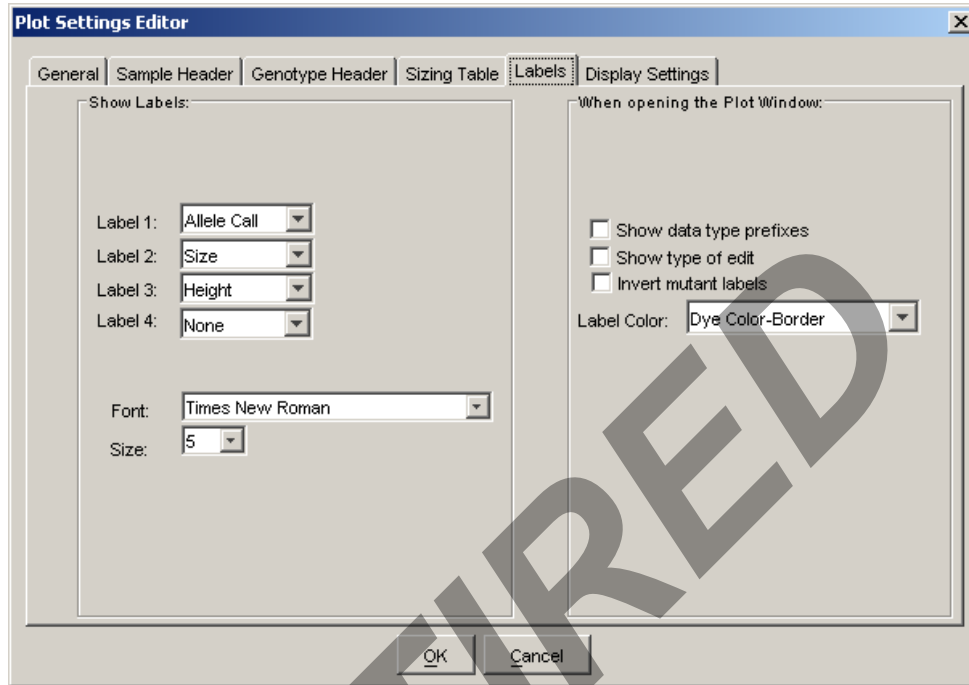 Plot Settings Editor
General Sample Header Genotype Header Sizing Table Labels Display Settings
Show Labels:
Label 1: Allele Call
Label 2: Size
Label 3: Height
Label 4: None
Font: Times New Roman
Size: 5
When opening the Plot Window:
Show data type prefixes
Show type of edit
Invert mutant labels
Label Color: Dye Color-Border
OK Cancel
TIRED